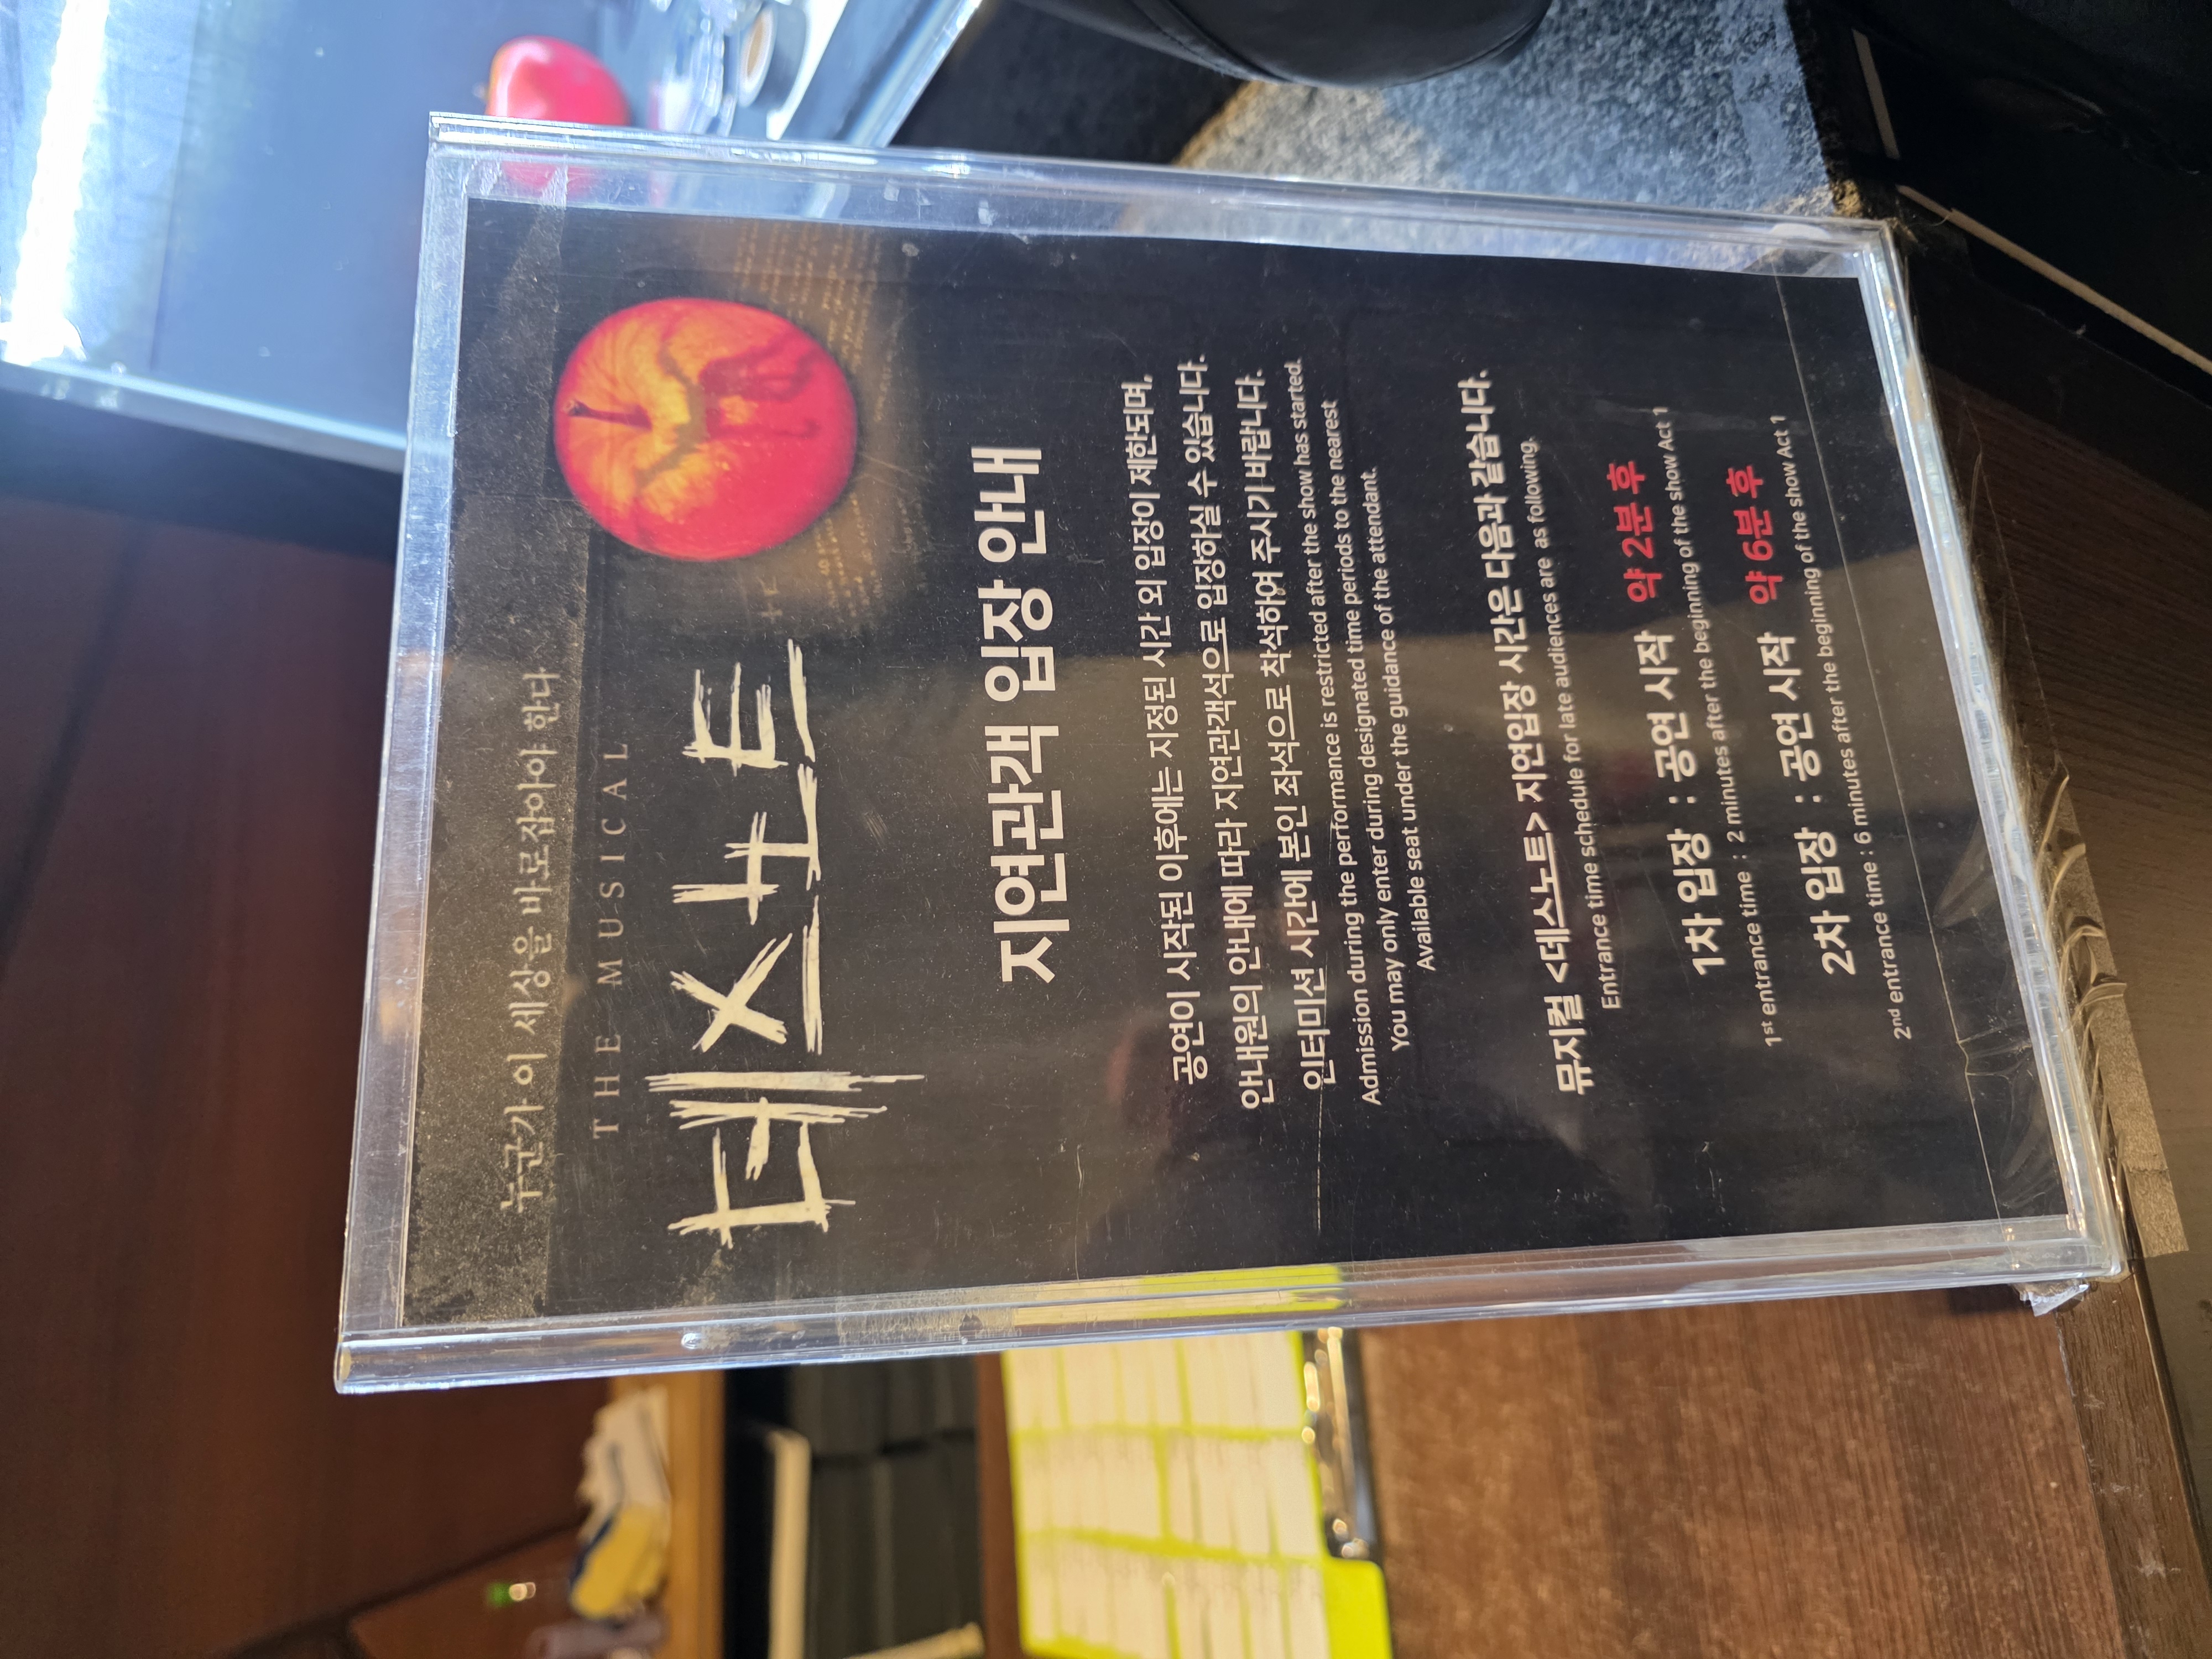 누군가 이 세상을 바로잡아야 한다
THE MUSICAL
데스노트
지연관객 입장 안내
공연이 시작된 이후에는 지정된 시간 외 입장이 제한되며,
안내원의 안내에 따라 지연관객석으로 입장하실 수 있습니다.
인터미션 시간에 본인 좌석으로 착석하여 주시기 바랍니다.
Admission during the performance is restricted after the show has started.
You may only enter during designated time periods to the nearest
Available seat under the guidance of the attendant.
뮤지컬 <데스노트> 지연입장 시간은 다음과 같습니다.
Entrance time schedule for late audiences are as following.
1차 입장 : 공연 시작 약 2분 후
1st entrance time : 2 minutes after the beginning of the show Act 1
2차 입장 : 공연 시작 약 6분 후
2nd entrance time : 6 minutes after the beginning of the show Act 1